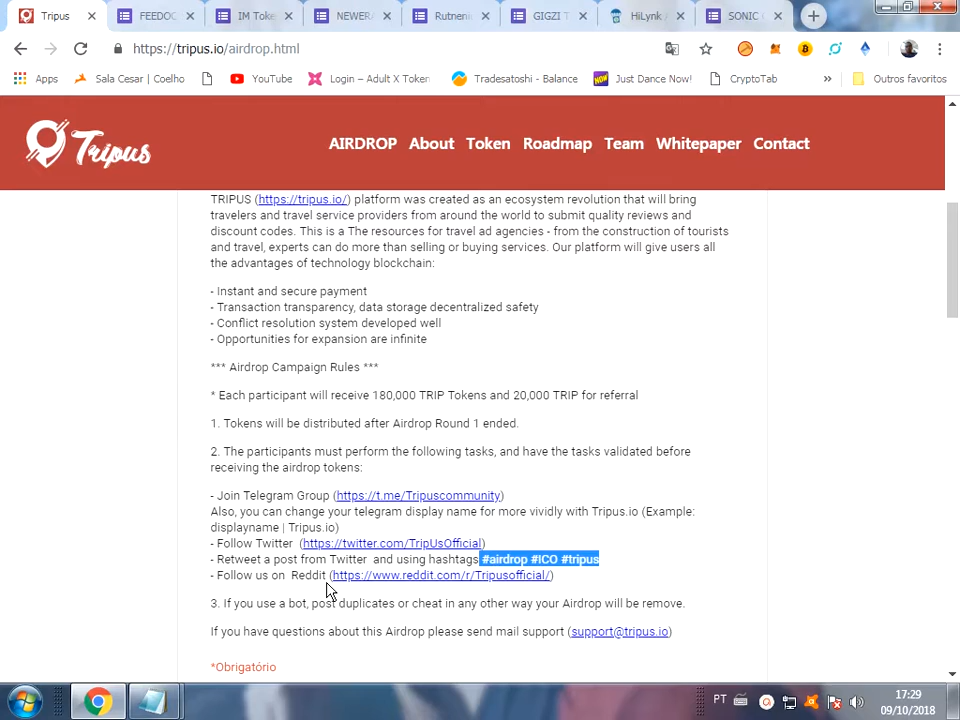 Tripus
FEEDOC
IM Toke
NEWER
Rutneri
GIGZI T
HiLynk
SONIC
https://tripus.io/airdrop.html
Apps
Sala Cesar | Coelho
YouTube
Login – Adult X Token
Tradesatoshi - Balance
Just Dance Now!
CryptoTab
»
Outros favoritos
Tripus
AIRDROP About Token Roadmap Team Whitepaper Contact
TRIPUS (https://tripus.io/) platform was created as an ecosystem revolution that will bring
travelers and travel service providers from around the world to submit quality reviews and
discount codes. This is a The resources for travel ad agencies - from the construction of tourists
and travel, experts can do more than selling or buying services. Our platform will give users all
the advantages of technology blockchain:
- Instant and secure payment
- Transaction transparency, data storage decentralized safety
- Conflict resolution system developed well
- Opportunities for expansion are infinite
*** Airdrop Campaign Rules ***
* Each participant will receive 180,000 TRIP Tokens and 20,000 TRIP for referral
1. Tokens will be distributed after Airdrop Round 1 ended.
2. The participants must perform the following tasks, and have the tasks validated before
receiving the airdrop tokens:
- Join Telegram Group (https://t.me/Tripuscommunity)
Also, you can change your telegram display name for more vividly with Tripus.io (Example:
displayname | Tripus.io)
- Follow Twitter (https://twitter.com/TripUsOfficial)
- Retweet a post from Twitter and using hashtags #airdrop #ICO #tripus
- Follow us on Reddit (https://www.reddit.com/r/Tripusofficial/)
3. If you use a bot, post duplicates or cheat in any other way your Airdrop will be remove.
If you have questions about this Airdrop please send mail support (support@tripus.io)
*Obrigatório
PT
17:29
09/10/2018